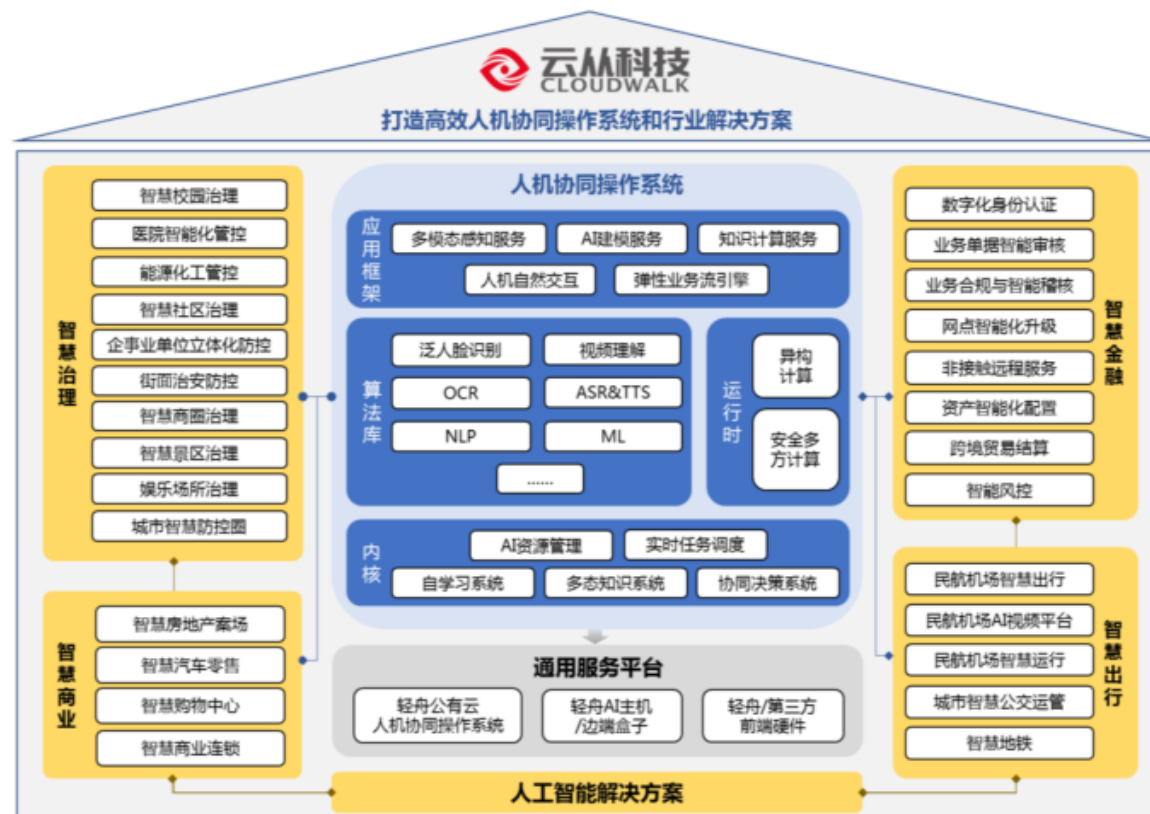 云从科技
CLOUDWALK
打造高效人机协同操作系统和行业解决方案
智慧治理
智慧校园治理
医院智能化管控
能源化工管控
智慧社区治理
企事业单位立体化防控
街面治安防控
智慧商圈治理
智慧景区治理
娱乐场所治理
城市智慧防控圈
智慧商业
智慧房地产案场
智慧汽车零售
智慧购物中心
智慧商业连锁
人机协同操作系统
应用框架
多模态感知服务
AI建模服务
知识计算服务
人机自然交互
弹性业务流引擎
算法库
泛人脸识别
视频理解
OCR
ASR&TTS
NLP
ML
......
运行时
异构
计算
安全多
方计算
内核
AI资源管理
实时任务调度
自学习系统
多态知识系统
协同决策系统
通用服务平台
轻舟公有云
人机协同操作系统
轻舟AI主机
/边端盒子
轻舟/第三方
前端硬件
智慧金融
数字化身份认证
业务单据智能审核
业务合规与智能稽核
网点智能化升级
非接触远程服务
资产智能化配置
跨境贸易结算
智能风控
智慧出行
民航机场智慧出行
民航机场AI视频平台
民航机场智慧运行
城市智慧公交运管
智慧地铁
人工智能解决方案